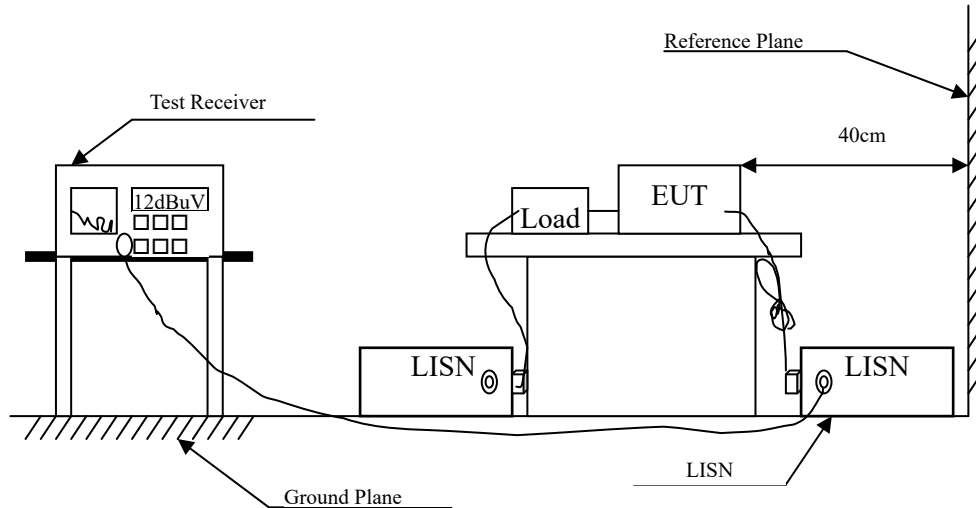 Reference Plane
Test Receiver
40cm
12dBuV
Load
EUT
LISN
LISN
LISN
Ground Plane